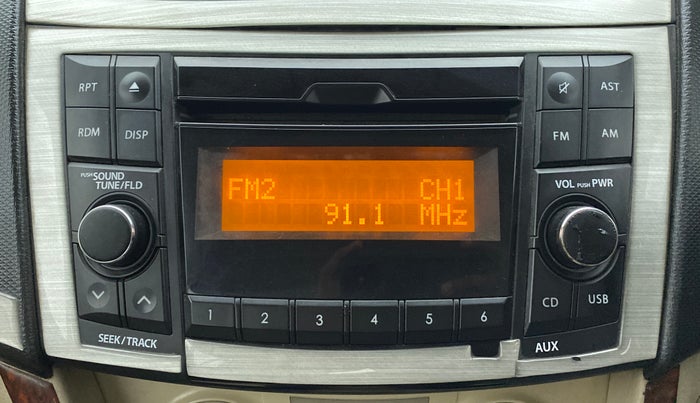 RPT
AST
RDM
DISP
FM
AM
PUSH SOUND
TUNE/FLD
VOL PUSH PWR
FM2 CH1
91.1 MHz
CD
USB
1 2 3 4 5 6
SEEK/TRACK
AUX